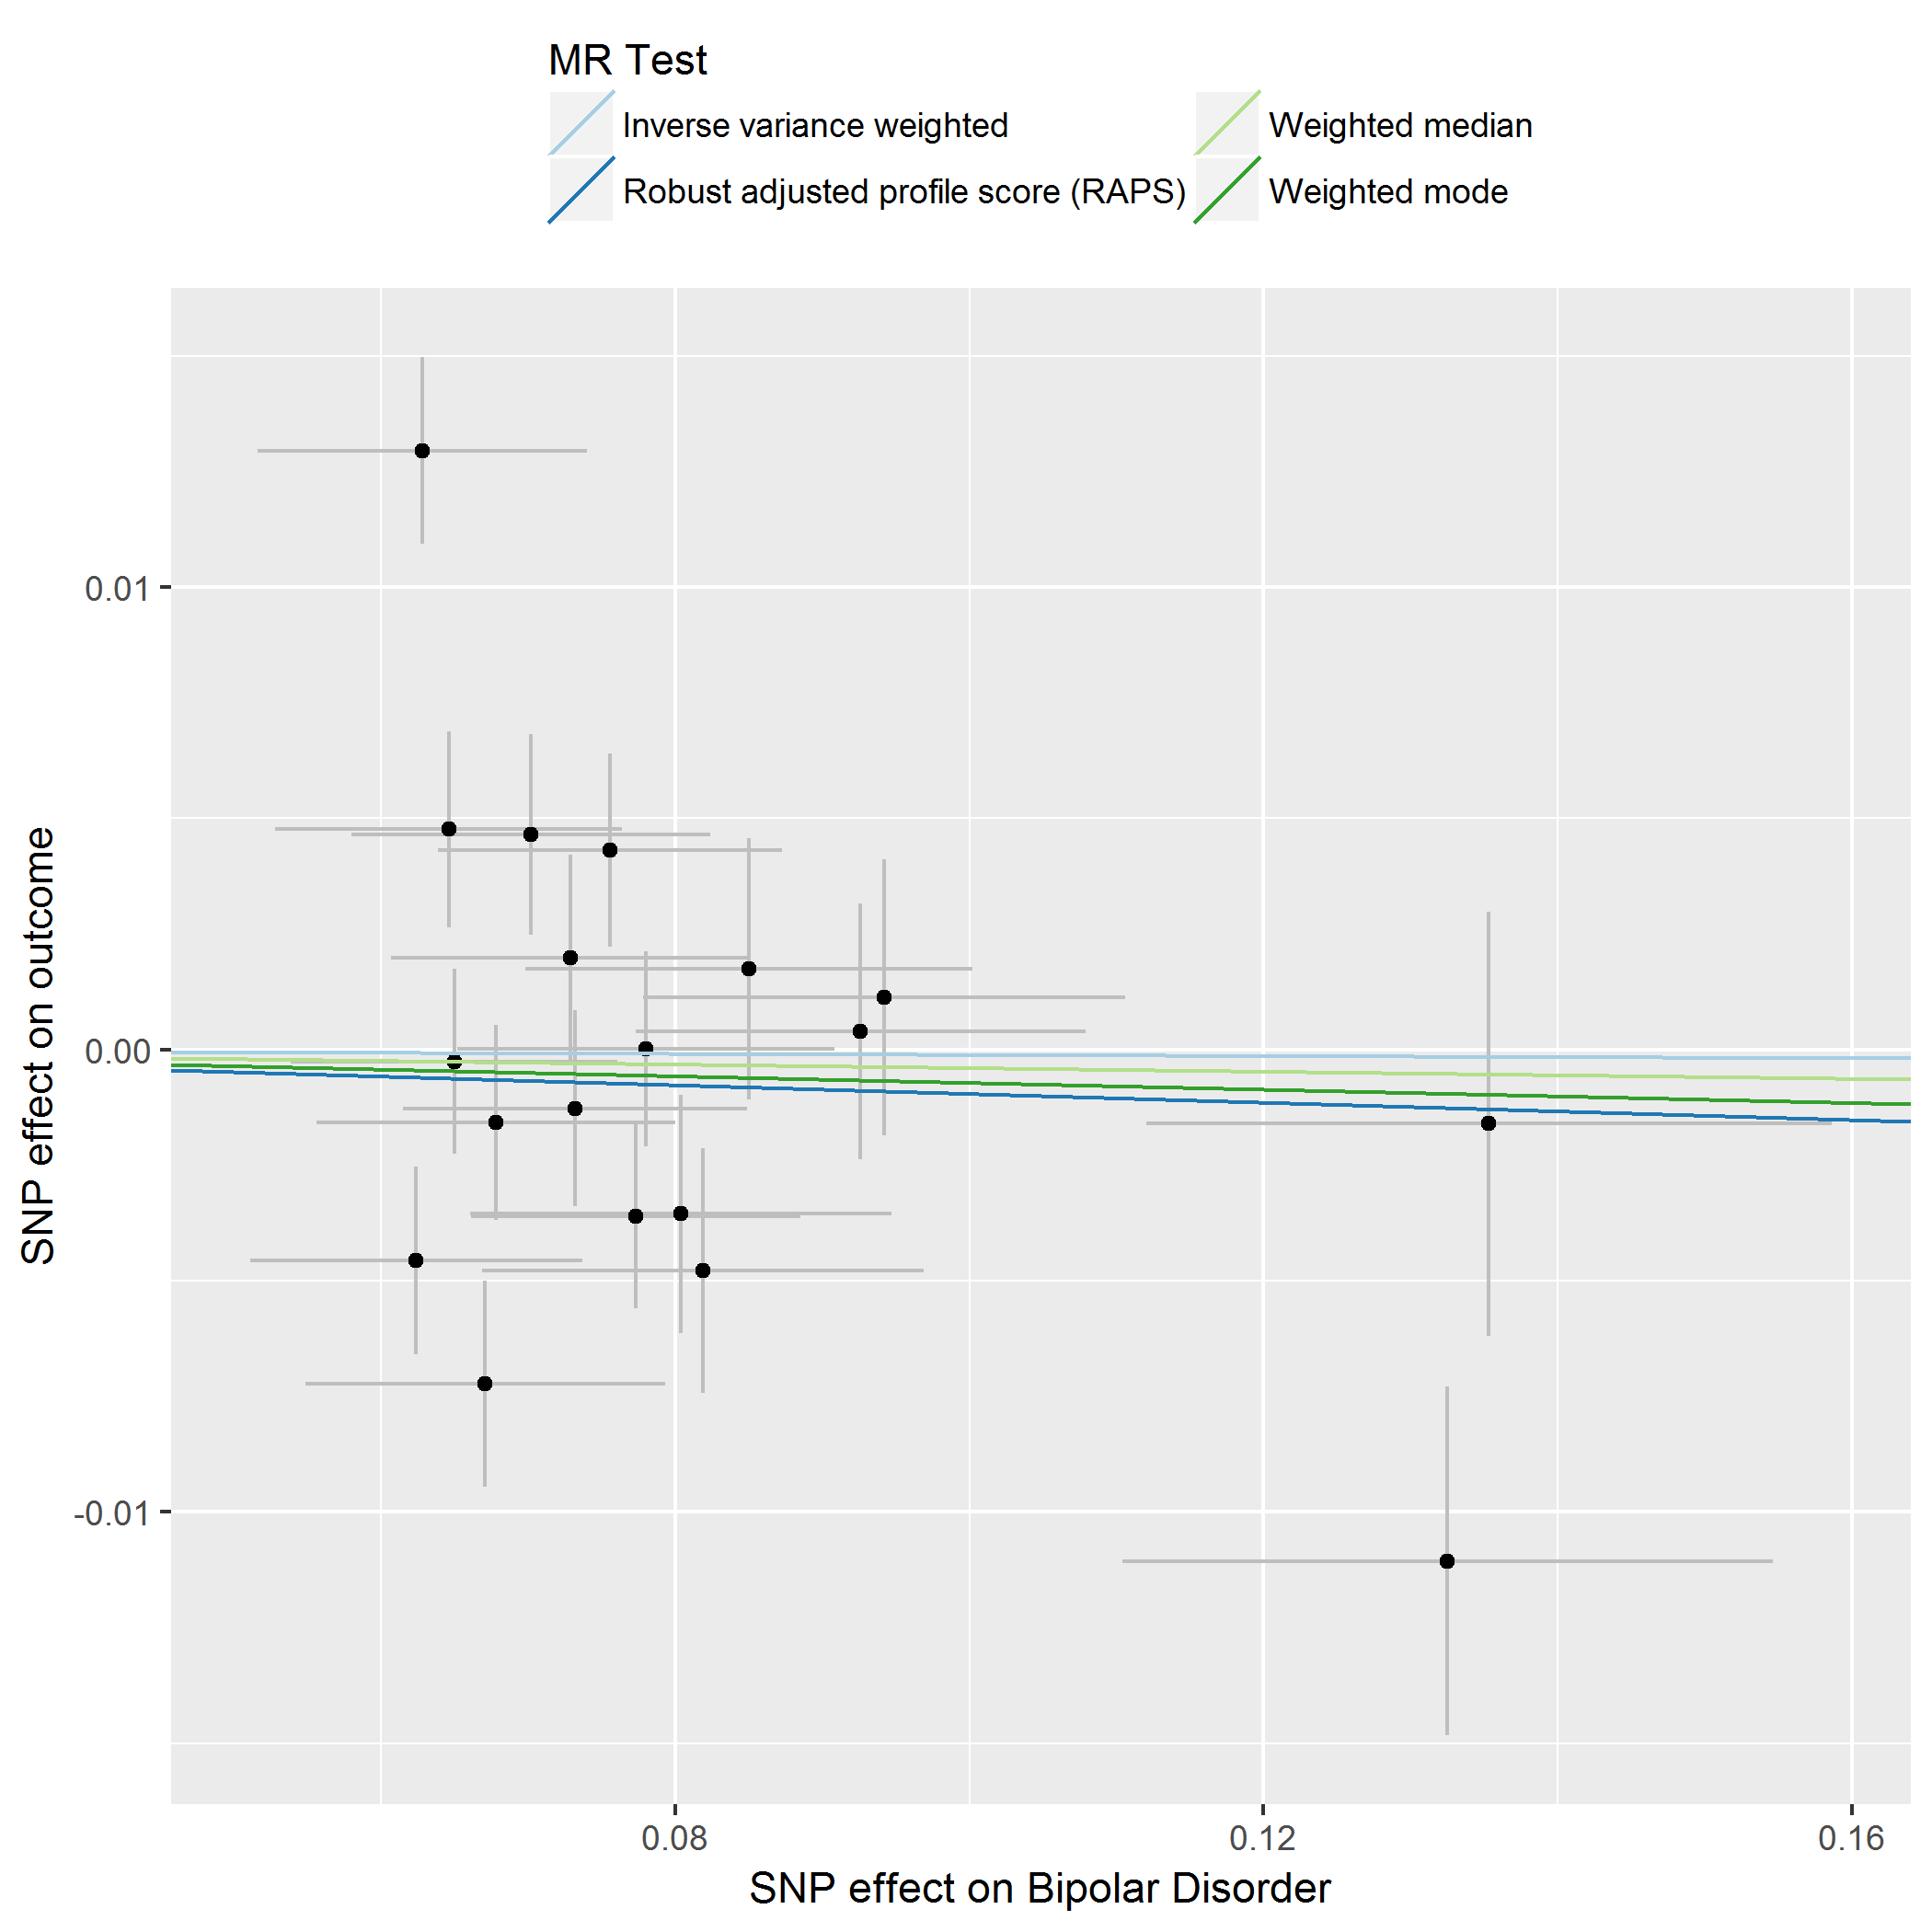 MR Test
Inverse variance weighted
Weighted median
Robust adjusted profile score (RAPS)
Weighted mode
SNP effect on outcome
0.01
0.00
-0.01
0.08
0.12
0.16
SNP effect on Bipolar Disorder